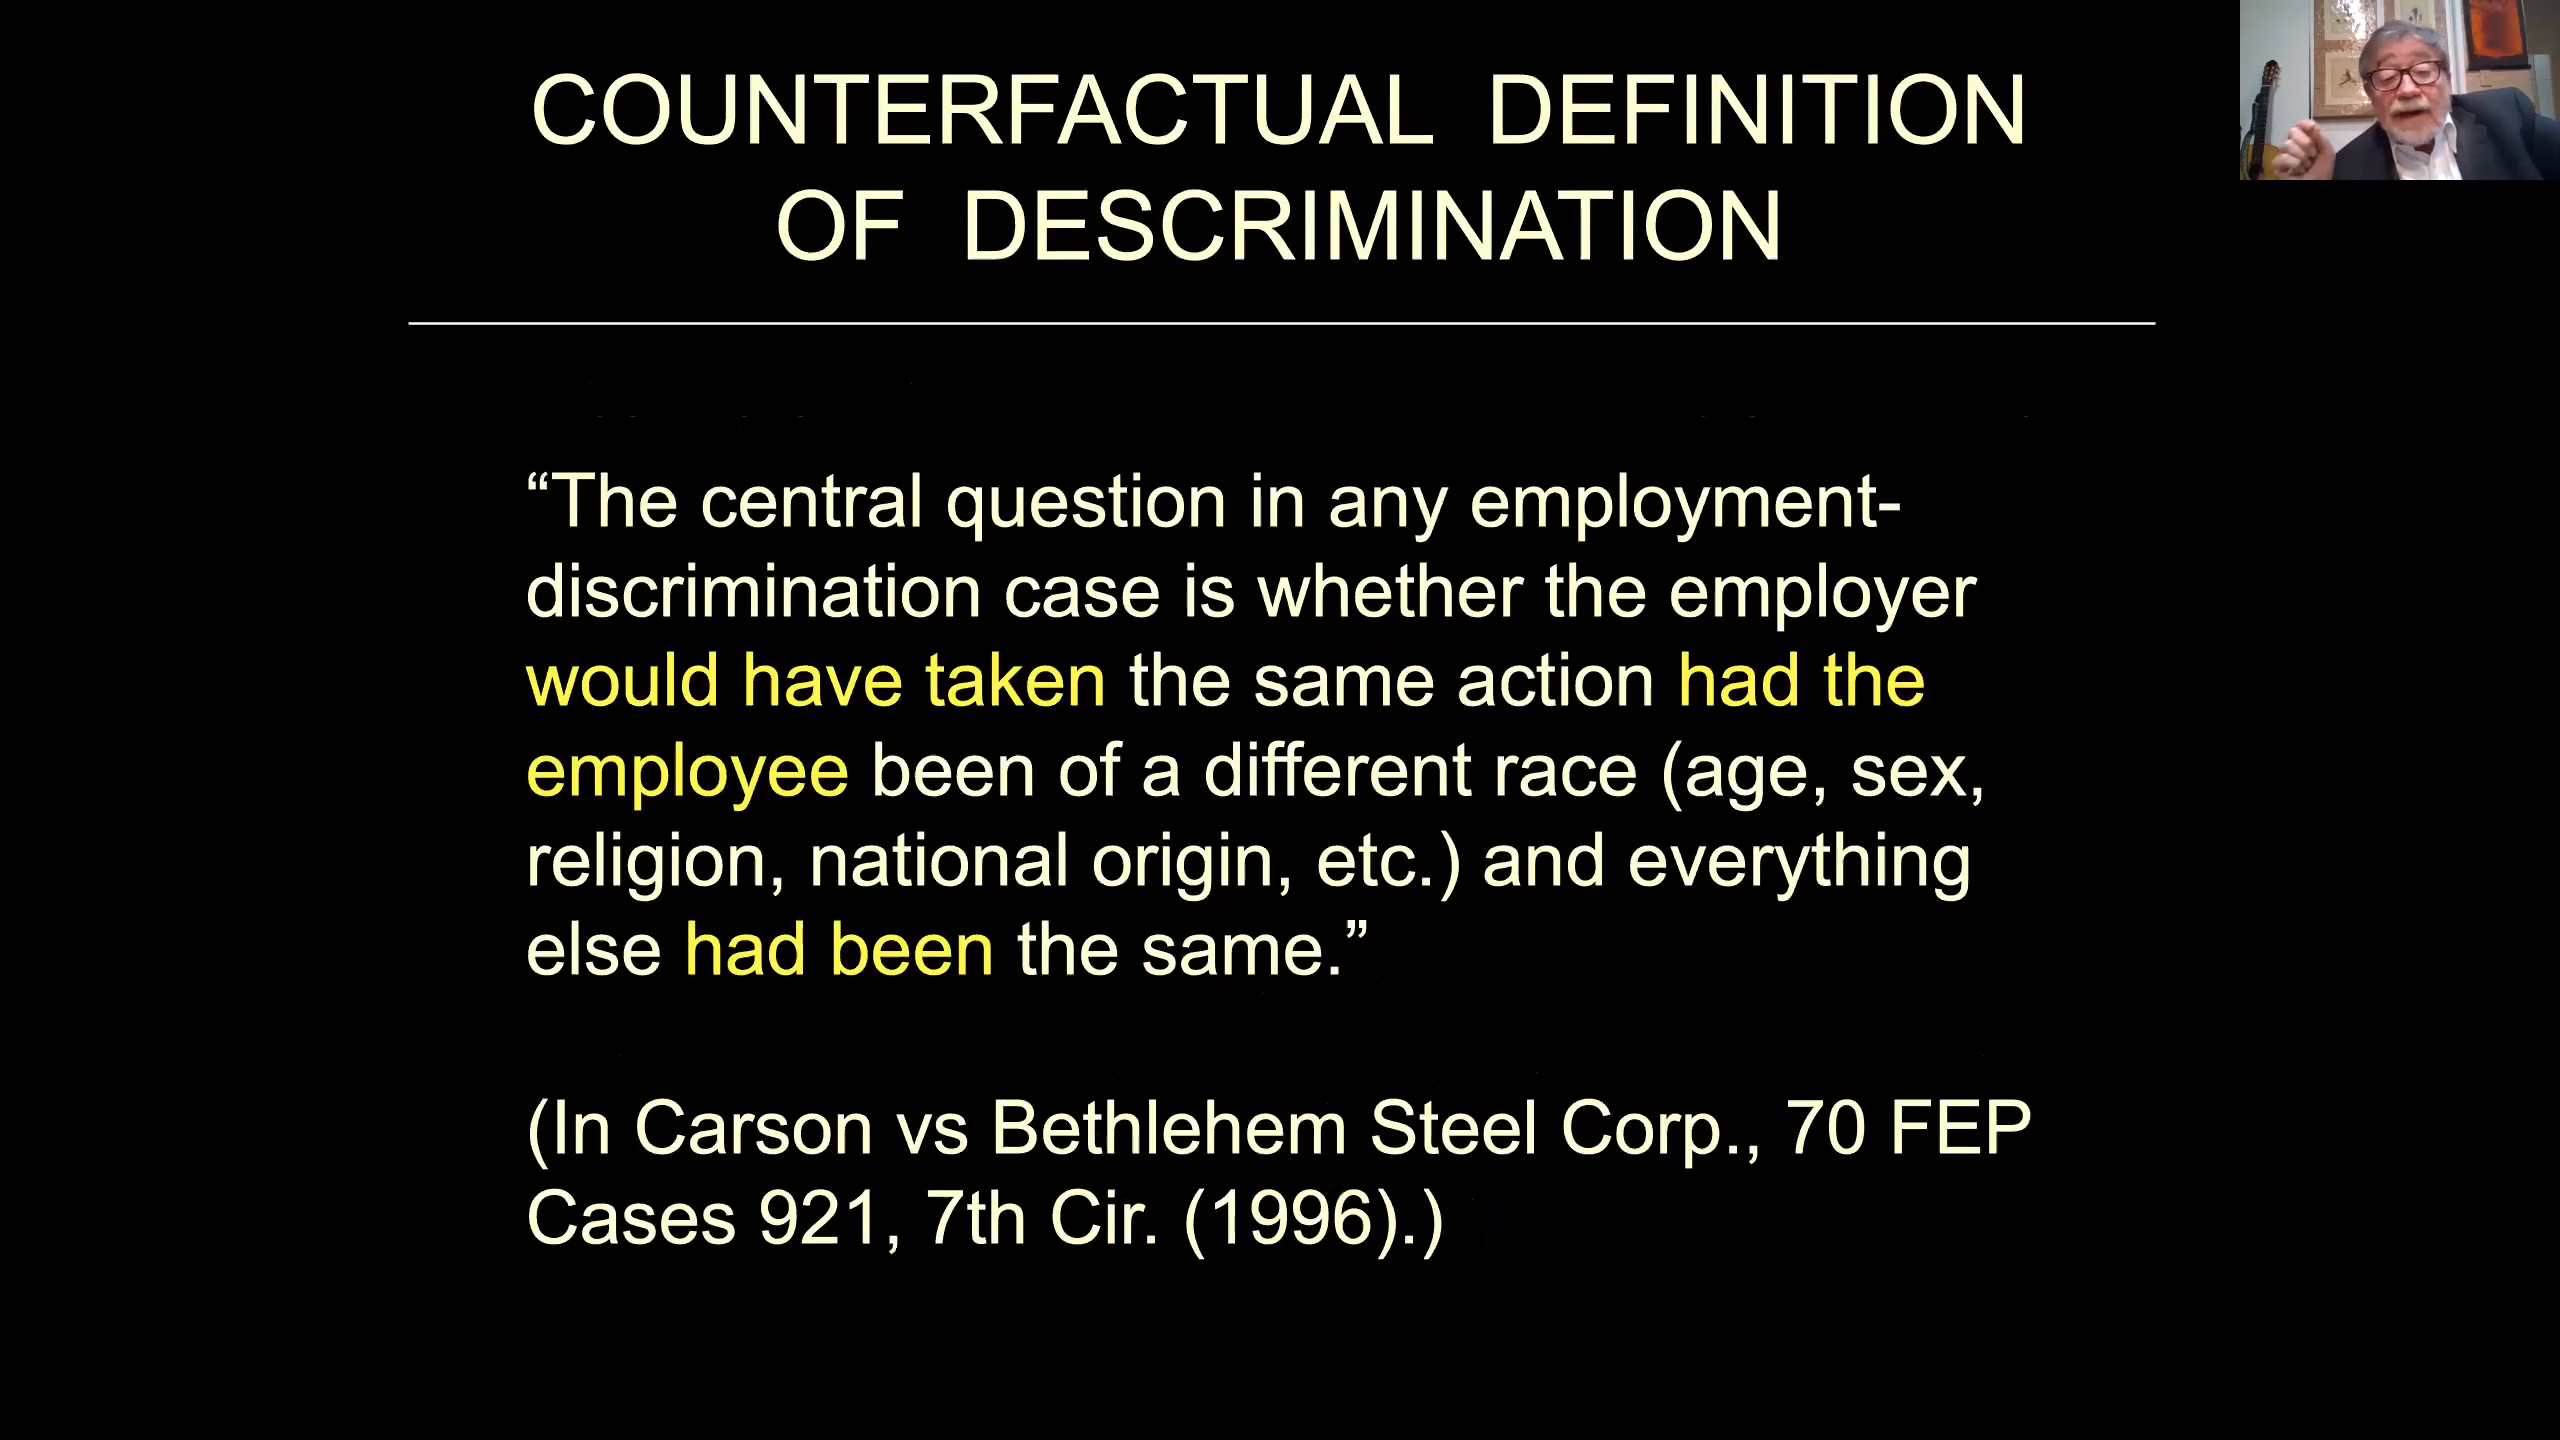 COUNTERFACTUAL DEFINITION
OF DESCRIMINATION
“The central question in any employment-
discrimination case is whether the employer
would have taken the same action had the
employee been of a different race (age, sex,
religion, national origin, etc.) and everything
else had been the same.”
(In Carson vs Bethlehem Steel Corp., 70 FEP
Cases 921, 7th Cir. (1996).)